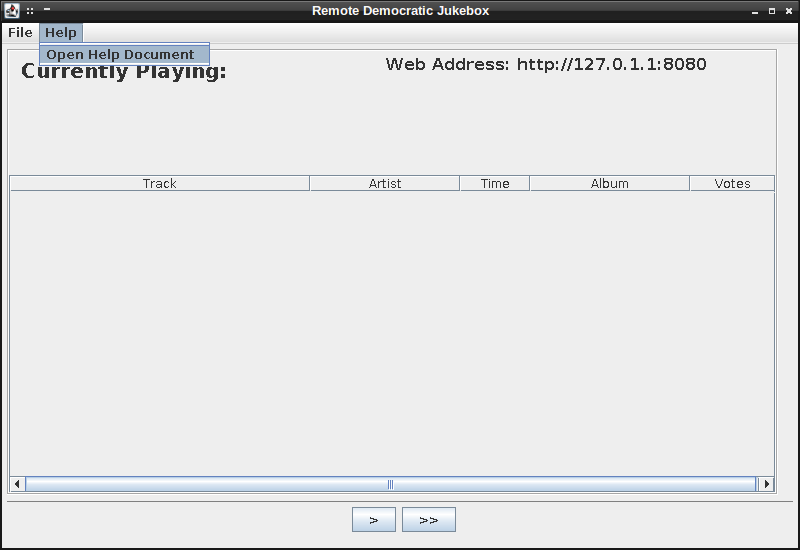 Remote Democratic Jukebox
File Help
Open Help Document
Currently Playing:
Web Address: http://127.0.1.1:8080
Track Artist Time Album Votes
> >>